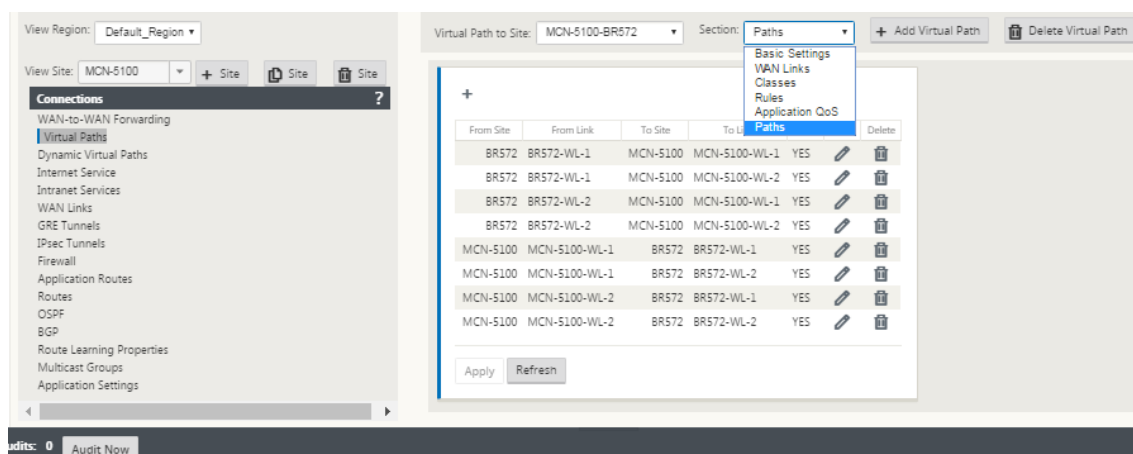 View Region: Default_Region
Virtual Path to Site: MCN-5100-BR572 Section: Paths + Add Virtual Path Delete Virtual Path
Basic Settings
WAN Links
Classes
Rules
Application QoS
Paths
View Site: MCN-5100 + Site Site Site
Connections ?
WAN-to-WAN Forwarding
Virtual Paths
Dynamic Virtual Paths
Internet Service
Intranet Services
WAN Links
GRE Tunnels
IPsec Tunnels
Firewall
Application Routes
Routes
OSPF
BGP
Route Learning Properties
Multicast Groups
Application Settings
+
From Site From Link To Site Delete
BR572 BR572-WL-1 MCN-5100 MCN-5100-WL-1 YES
BR572 BR572-WL-1 MCN-5100 MCN-5100-WL-2 YES
BR572 BR572-WL-2 MCN-5100 MCN-5100-WL-1 YES
BR572 BR572-WL-2 MCN-5100 MCN-5100-WL-2 YES
MCN-5100 MCN-5100-WL-1 BR572 BR572-WL-1 YES
MCN-5100 MCN-5100-WL-1 BR572 BR572-WL-2 YES
MCN-5100 MCN-5100-WL-2 BR572 BR572-WL-1 YES
MCN-5100 MCN-5100-WL-2 BR572 BR572-WL-2 YES
Apply Refresh
udits: 0 Audit Now